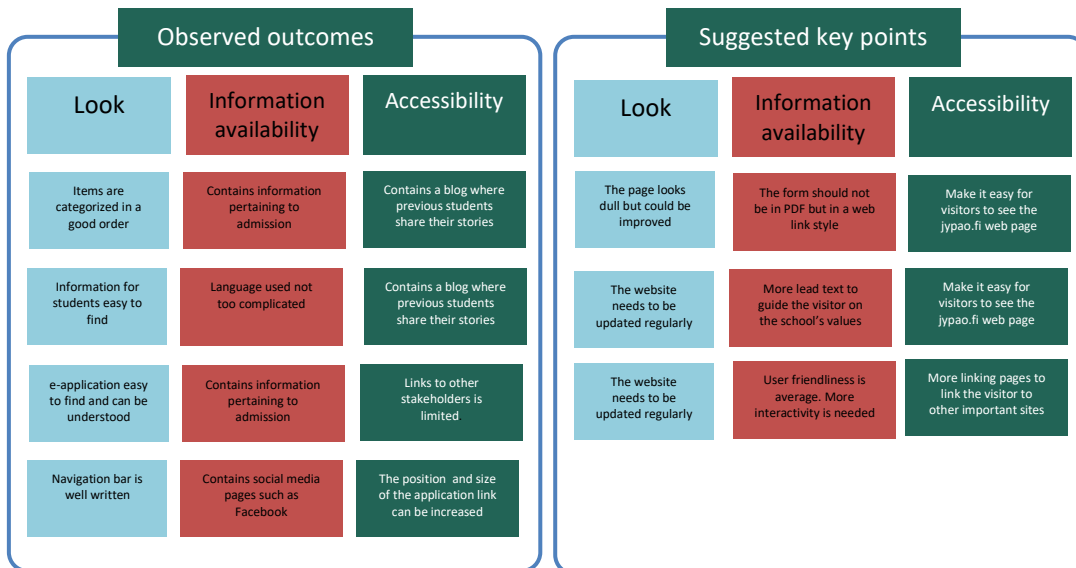 Observed outcomes
Look
Information
availability
Accessibility
Items are
categorized in a
good order
Contains information
pertaining to
admission
Contains a blog where
previous students
share their stories
Information for
students easy to
find
Language used not
too complicated
Contains a blog where
previous students
share their stories
e-application easy
to find and can be
understood
Contains information
pertaining to
admission
Links to other
stakeholders is
limited
Navigation bar is
well written
Contains social media
pages such as
Facebook
The position and size
of the application link
can be increased
Suggested key points
Look
Information
availability
Accessibility
The page looks
dull but could be
improved
The form should not
be in PDF but in a web
link style
Make it easy for
visitors to see the
jypao.fi web page
The website
needs to be
updated regularly
More lead text to
guide the visitor on
the school's values
Make it easy for
visitors to see the
jypao.fi web page
The website
needs to be
updated regularly
User friendliness is
average. More
interactivity is needed
More linking pages to
link the visitor to
other important sites